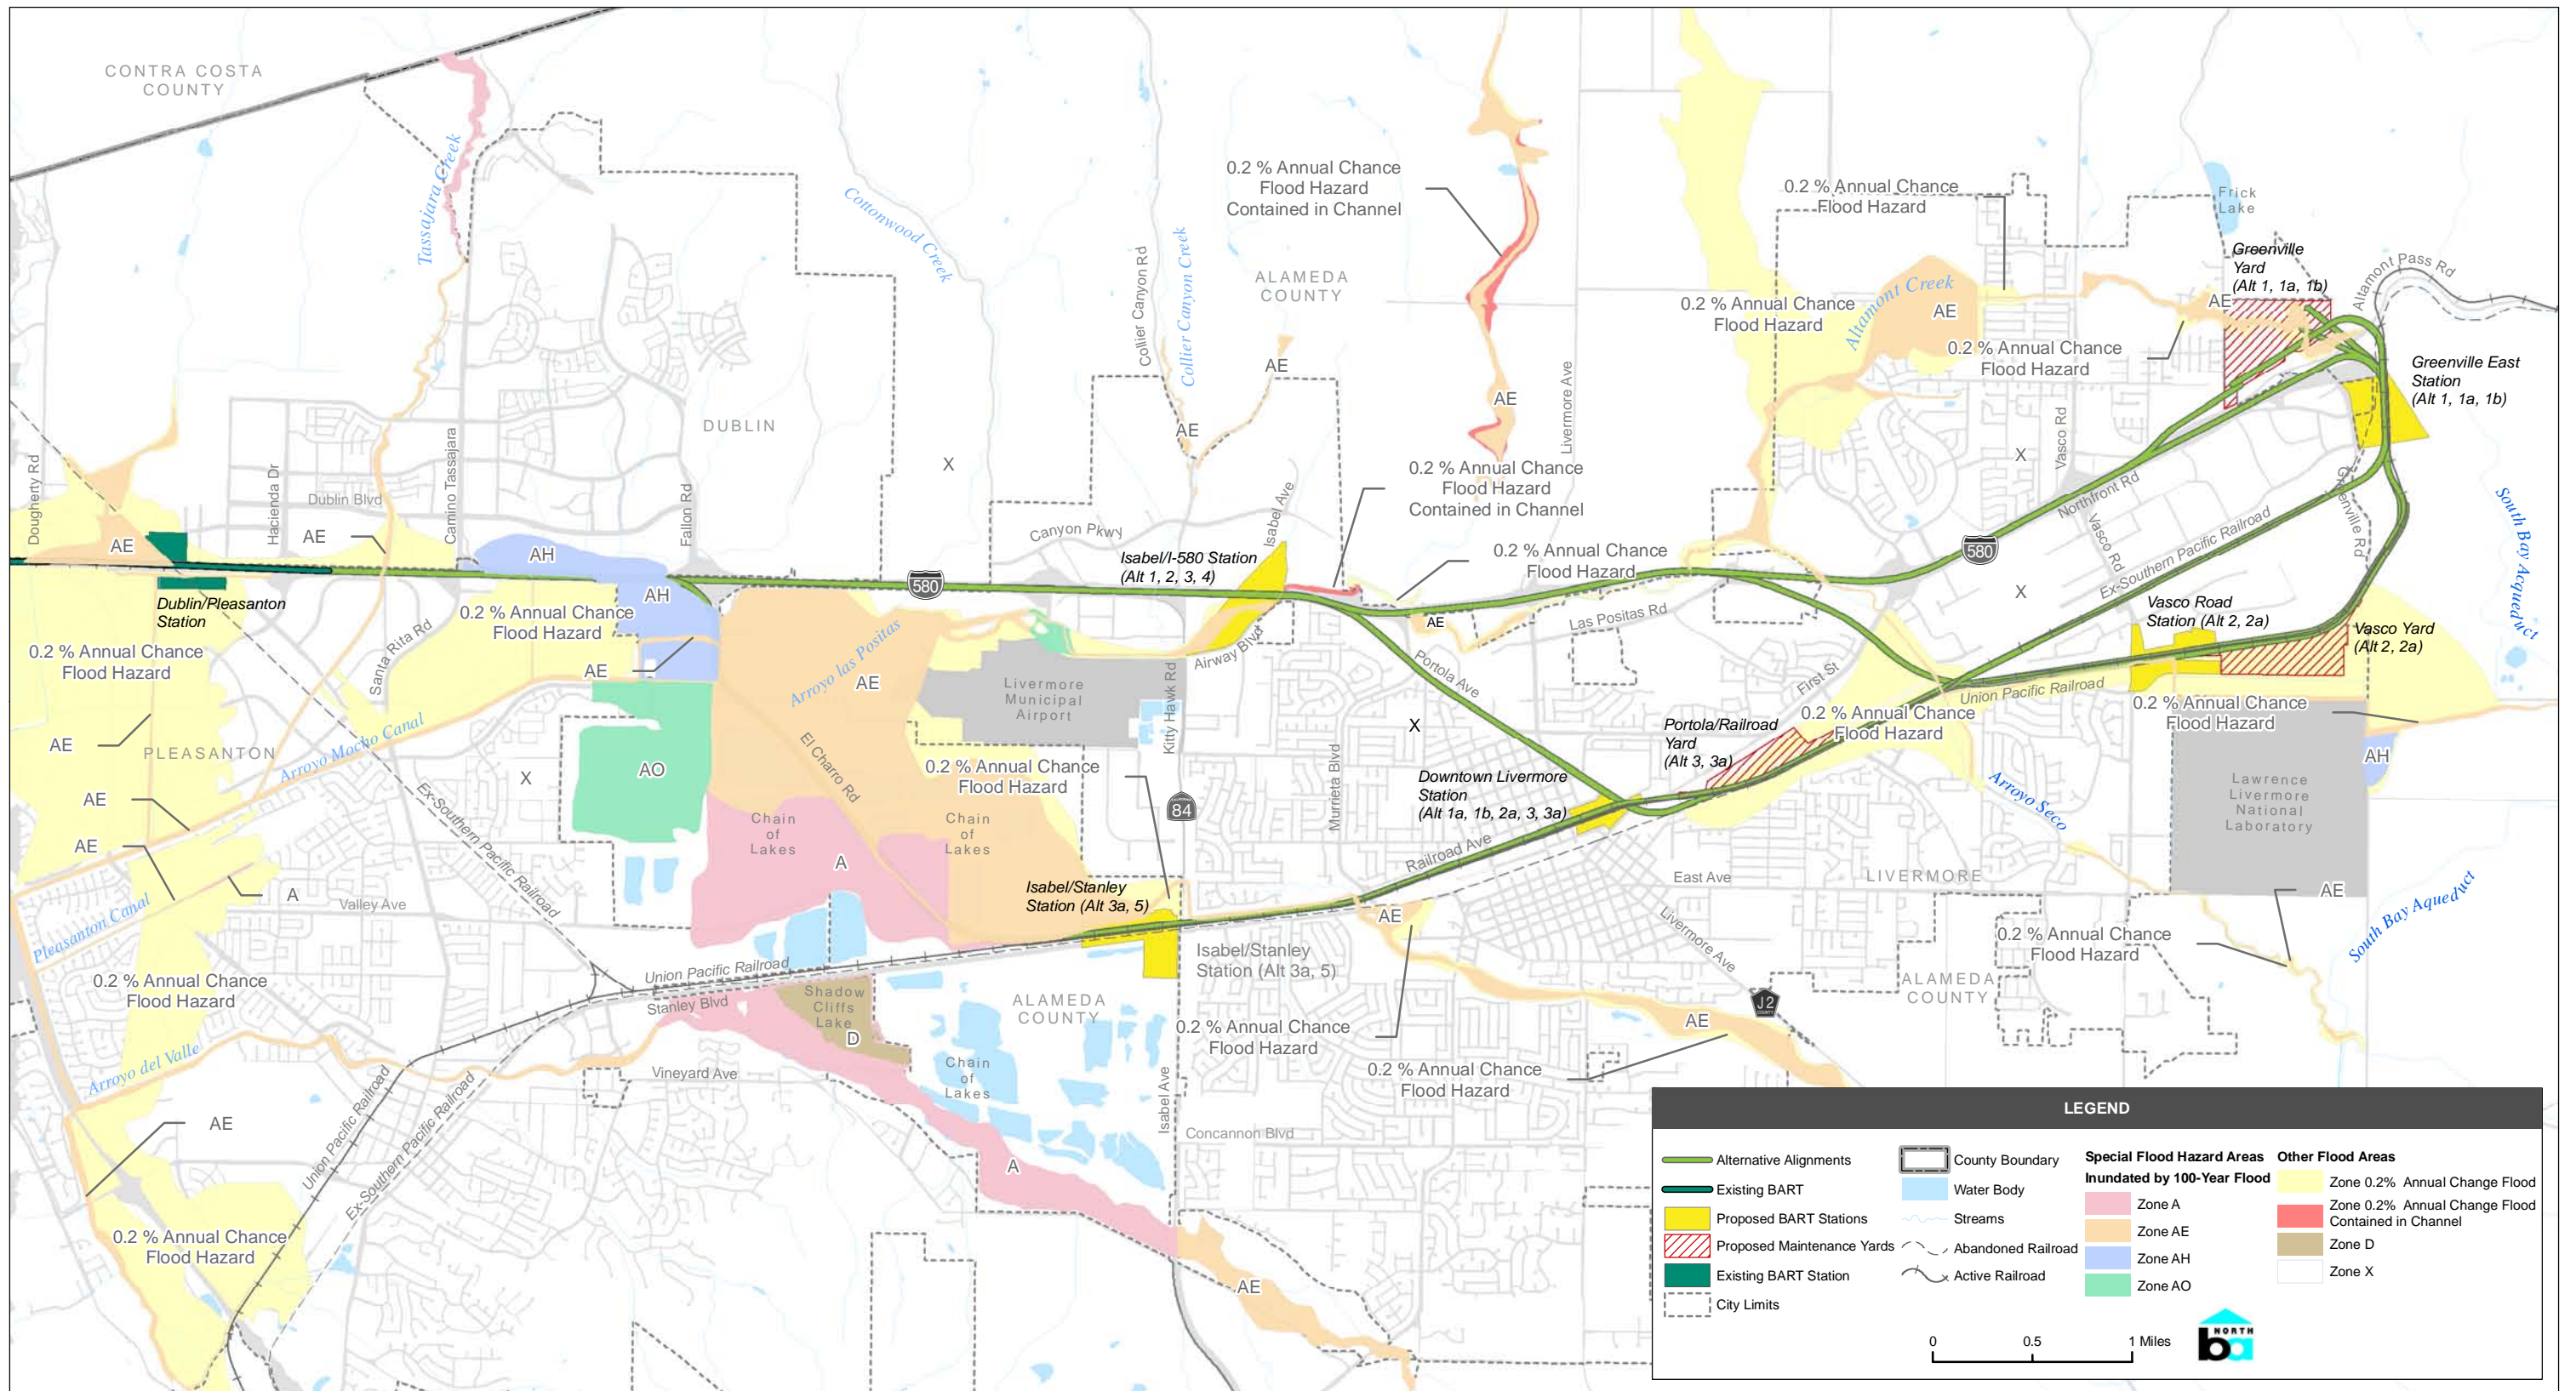 CONTRA COSTA
COUNTY
Tassajara Creek
Cottonwood Creek
Collier Canyon Rd
Collier Canyon Creek
0.2 % Annual Chance
Flood Hazard
Contained in Channel
ALAMEDA
COUNTY
0.2 % Annual Chance
Flood Hazard
Frick
Lake
Greenville
Yard
(Alt 1, 1a, 1b)
Altamont Pass Rd
0.2 % Annual Chance
Flood Hazard
Altamont Creek
AE
AE
0.2 % Annual Chance
Flood Hazard
Greenville East
Station
(Alt 1, 1a, 1b)
AE
AE
Livermore Ave
DUBLIN
AE
X
X
Vasco Rd
Dougherty Rd
Hacienda Dr
Dublin Blvd
Camino Tassajara
Fallon Rd
0.2 % Annual Chance
Flood Hazard
Contained in Channel
Northfront Rd
Vasco Rd
Greenville Rd
South Bay Acqueduct
Canyon Pkwy
Isabel Ave
AE
AE
AH
Isabel/I-580 Station
(Alt 1, 2, 3, 4)
0.2 % Annual Chance
Flood Hazard
580
580
Ex-Southern Pacific Railroad
Dublin/Pleasanton
Station
0.2 % Annual Chance
Flood Hazard
AH
X
AE
Las Positas Rd
Vasco Road
Station (Alt 2, 2a)
Vasco Yard
(Alt 2, 2a)
0.2 % Annual Chance
Flood Hazard
Santa Rita Rd
AE
Arroyo las Positas
AE
Livermore
Municipal
Airport
Airway Blvd
Kitty Hawk Rd
Portola Ave
First St
Union Pacific Railroad
0.2 % Annual Chance
Flood Hazard
0.2 % Annual Chance
Flood Hazard
AE
PLEASANTON
Arroyo Mocho Canal
X
AO
El Charro Rd
0.2 % Annual Chance
Flood Hazard
X
Portola/Railroad
Yard
(Alt 3, 3a)
AH
AE
AE
Ex-Southern Pacific Railroad
84
Murrieta Blvd
Downtown Livermore
Station
(Alt 1a, 1b, 2a, 3, 3a)
Arroyo Seco
Lawrence
Livermore
National
Laboratory
Chain
of
Lakes
Chain
of
Lakes
A
Railroad Ave
A
Valley Ave
Pleasanton Canal
Isabel/Stanley
Station (Alt 3a, 5)
East Ave
LIVERMORE
AE
AE
Livermore Ave
South Bay Aqueduct
Isabel/Stanley
Station (Alt 3a, 5)
0.2 % Annual Chance
Flood Hazard
0.2 % Annual Chance
Flood Hazard
Union Pacific Railroad
Stanley Blvd
Shadow
Cliffs
Lake
D
ALAMEDA
COUNTY
ALAMEDA
COUNTY
J2
COUNTY
AE
0.2 % Annual Chance
Flood Hazard
Arroyo del Valle
Vineyard Ave
Chain
of
Lakes
0.2 % Annual Chance
Flood Hazard
Isabel Ave
AE
Union Pacific Railroad
Ex-Southern Pacific Railroad
Concannon Blvd
A
0.2 % Annual Chance
Flood Hazard
AE
LEGEND
Alternative Alignments
Existing BART
Proposed BART Stations
Proposed Maintenance Yards
Existing BART Station
City Limits
County Boundary
Water Body
Streams
Abandoned Railroad
Active Railroad
Special Flood Hazard Areas
Inundated by 100-Year Flood
Zone A
Zone AE
Zone AH
Zone AO
Other Flood Areas
Zone 0.2% Annual Change Flood
Zone 0.2% Annual Change Flood
Contained in Channel
Zone D
Zone X
0 0.5 1 Miles
NORTH
ba